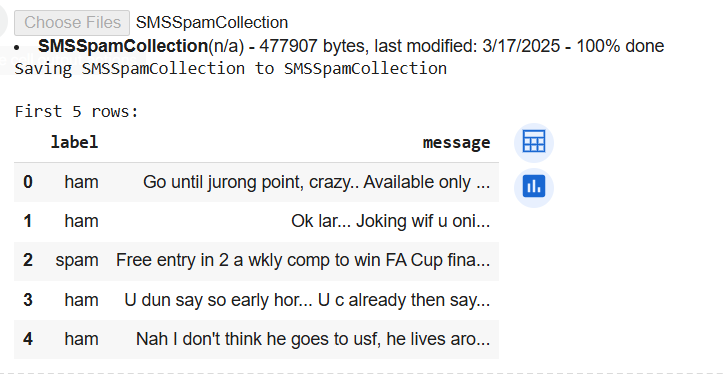 Choose Files SMSSpamCollection
• SMSSpamCollection(n/a) - 477907 bytes, last modified: 3/17/2025 - 100% done
Saving SMSSpamCollection to SMSSpamCollection
First 5 rows:
label message
0 ham Go until jurong point, crazy.. Available only ...
1 ham Ok lar... Joking wif u oni...
2 spam Free entry in 2 a wkly comp to win FA Cup fina...
3 ham U dun say so early hor... U c already then say...
4 ham Nah I don't think he goes to usf, he lives aro...